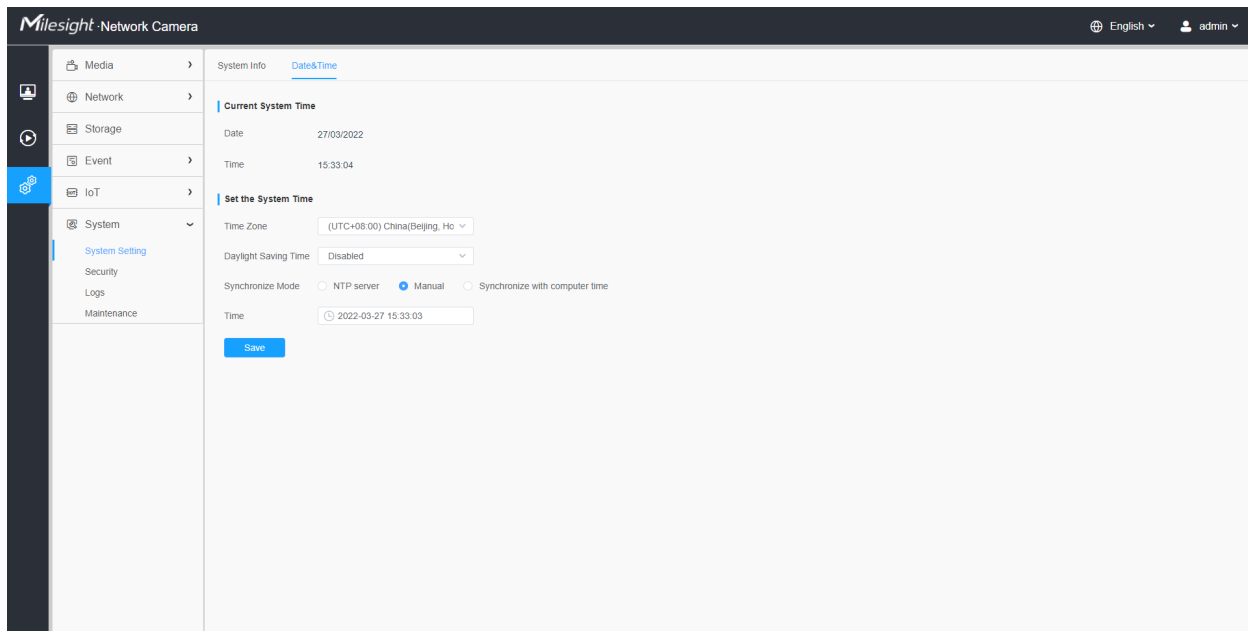 Milesight · Network Camera
English
admin
Media
Network
Storage
Event
IoT
System
System Setting
Security
Logs
Maintenance
System Info Date&Time
Current System Time
Date 27/03/2022
Time 15:33:04
Set the System Time
Time Zone (UTC+08:00) China(Beijing, Ho
Daylight Saving Time Disabled
Synchronize Mode NTP server Manual Synchronize with computer time
Time 2022-03-27 15:33:03
Save